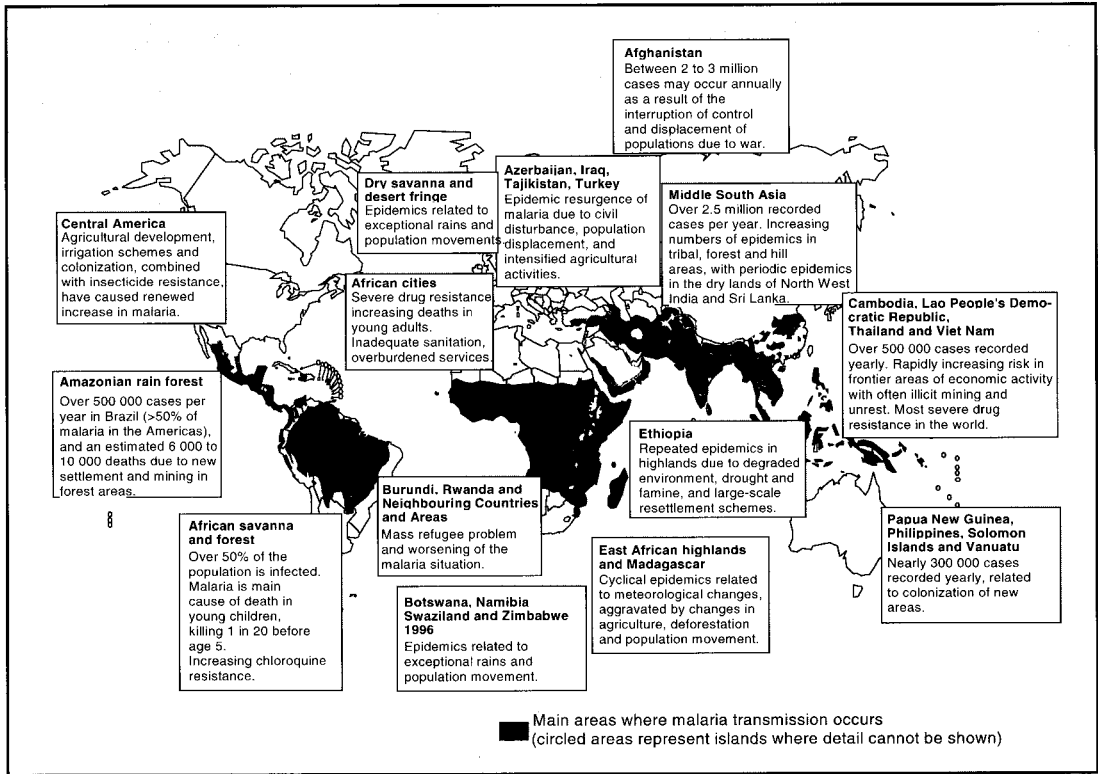 Afghanistan
Between 2 to 3 million
cases may occur annually
as a result of the
interruption of control
and displacement of
populations due to war.
Azerbaijan, Iraq,
Tajikistan, Turkey
Epidemic resurgence of
malaria due to civil
disturbance, population
displacement, and
intensified agricultural
activities.
Dry savanna and
desert fringe
Epidemics related to
exceptional rains and
population movements
Middle South Asia
Over 2.5 million recorded
cases per year. Increasing
numbers of epidemics in
tribal, forest and hill
areas, with periodic epidemics
in the dry lands of North West
India and Sri Lanka.
Central America
Agricultural development,
irrigation schemes and
colonization, combined
with insecticide resistance,
have caused renewed
increase in malaria.
African cities
Severe drug resistance
increasing deaths in
young adults.
Inadequate sanitation,
overburdened services.
Cambodia, Lao People's Demo-
cratic Republic,
Thailand and Viet Nam
Over 500 000 cases recorded
yearly. Rapidly increasing risk in
frontier areas of economic activity
with often illicit mining and
unrest. Most severe drug
resistance in the world.
Amazonian rain forest
Over 500 000 cases per
year in Brazil (>50% of
malaria in the Americas),
and an estimated 6 000 to
10 000 deaths due to new
settlement and mining in
forest areas.
Ethiopia
Repeated epidemics in
highlands due to degraded
environment, drought and
famine, and large-scale
resettlement schemes.
Burundi, Rwanda and
Neighbouring Countries
and Areas
Mass refugee problem
and worsening of the
malaria situation.
African savanna
and forest
Over 50% of the
population is infected.
Malaria is main
cause of death in
young children,
killing 1 in 20 before
age 5.
Increasing chloroquine
resistance.
East African highlands
and Madagascar
Cyclical epidemics related
to meteorological changes,
aggravated by changes in
agriculture, deforestation
and population movement.
Papua New Guinea,
Philippines, Solomon
Islands and Vanuatu
Nearly 300 000 cases
recorded yearly, related
to colonization of new
areas.
Botswana, Namibia
Swaziland and Zimbabwe
1996
Epidemics related to
exceptional rains and
population movement.
Main areas where malaria transmission occurs
(circled areas represent islands where detail cannot be shown)